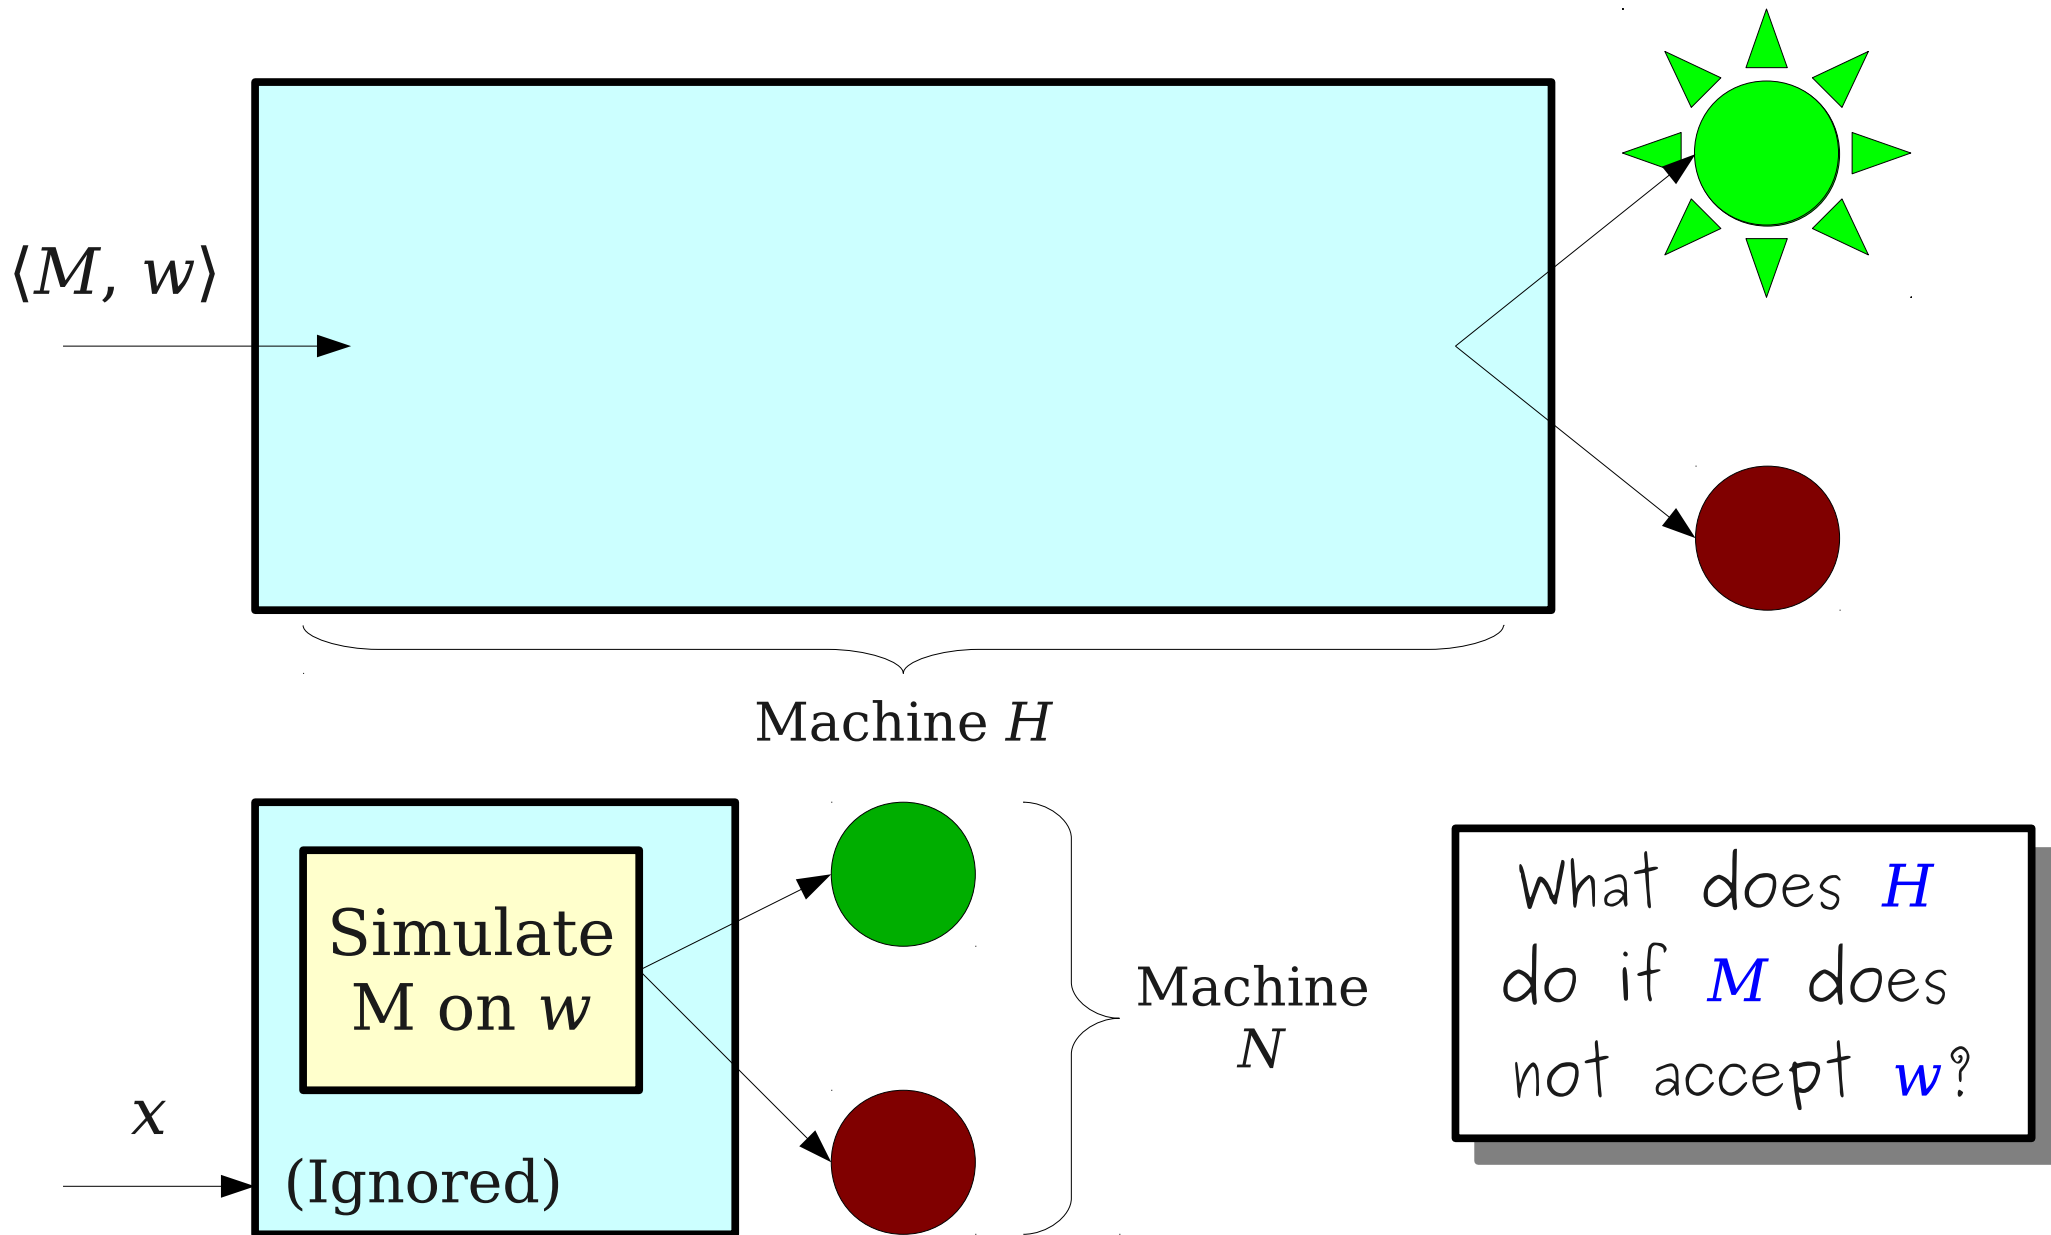 ⟨M, w⟩
Machine H
Simulate
M on w
x
(Ignored)
Machine
N
What does H
do if M does
not accept w?